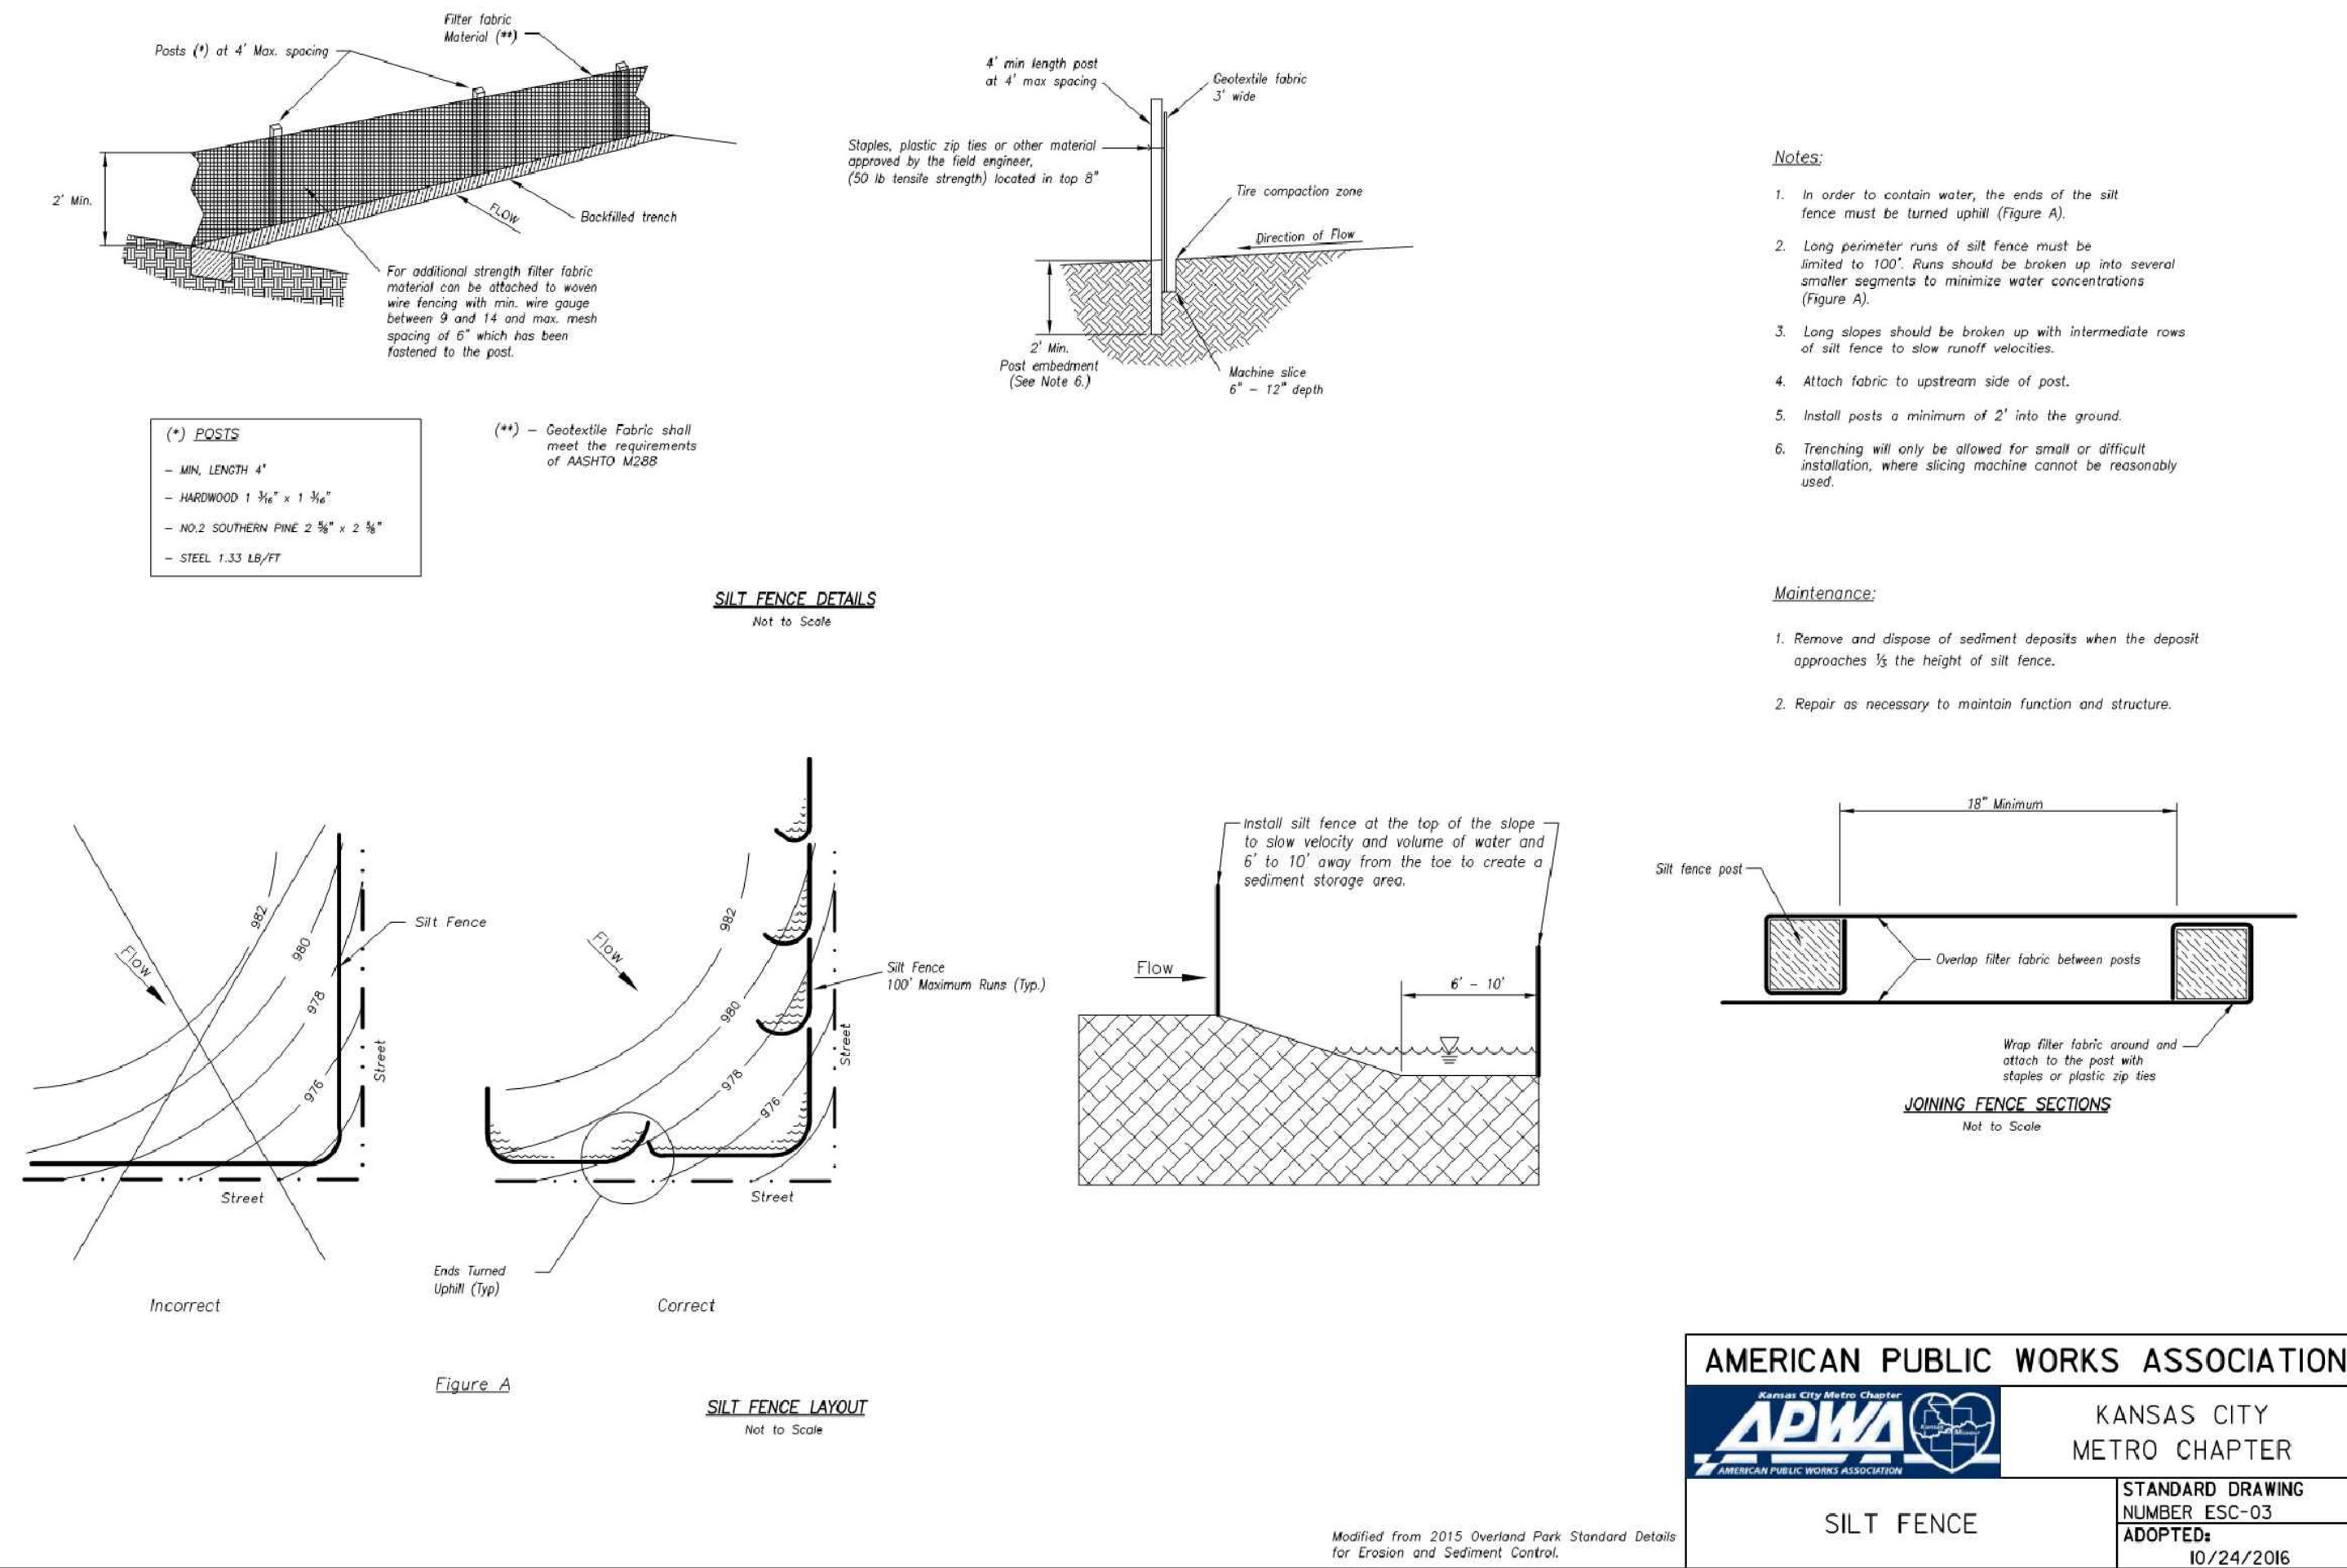 Filter fabric
Material (**)
Posts (*) at 4' Max. spacing
2' Min.
FLOW
Backfilled trench
For additional strength filter fabric
material can be attached to woven
wire fencing with min. wire gauge
between 9 and 14 and max. mesh
spacing of 6" which has been
fastened to the post.
4' min length post
at 4' max spacing
Geotextile fabric
3' wide
Staples, plastic zip ties or other material
approved by the field engineer,
(50 lb tensile strength) located in top 8"
Tire compaction zone
Direction of Flow
2' Min.
Post embedment
(See Note 6.)
Machine slice
6" – 12" depth
(*) POSTS
– MIN, LENGTH 4'
– HARDWOOD 1 3/16" x 1 3/16"
– NO.2 SOUTHERN PINE 2 5/8" x 2 5/8"
– STEEL 1.33 LB/FT
(**) – Geotextile Fabric shall
meet the requirements
of AASHTO M288
SILT FENCE DETAILS
Not to Scale
Notes:
1. In order to contain water, the ends of the silt
fence must be turned uphill (Figure A).
2. Long perimeter runs of silt fence must be
limited to 100'. Runs should be broken up into several
smaller segments to minimize water concentrations
(Figure A).
3. Long slopes should be broken up with intermediate rows
of silt fence to slow runoff velocities.
4. Attach fabric to upstream side of post.
5. Install posts a minimum of 2' into the ground.
6. Trenching will only be allowed for small or difficult
installation, where slicing machine cannot be reasonably
used.
Maintenance:
1. Remove and dispose of sediment deposits when the deposit
approaches 1/3 the height of silt fence.
2. Repair as necessary to maintain function and structure.
Flow
982
980
978
976
Silt Fence
Street
Street
Incorrect
Flow
982
980
978
976
Silt Fence
100' Maximum Runs (Typ.)
Street
Street
Ends Turned
Uphill (Typ)
Correct
Figure A
SILT FENCE LAYOUT
Not to Scale
Install silt fence at the top of the slope
to slow velocity and volume of water and
6' to 10' away from the toe to create a
sediment storage area.
Flow
6' – 10'
18" Minimum
Silt fence post
Overlap filter fabric between posts
Wrap filter fabric around and
attach to the post with
staples or plastic zip ties
JOINING FENCE SECTIONS
Not to Scale
Modified from 2015 Overland Park Standard Details
for Erosion and Sediment Control.
AMERICAN PUBLIC WORKS ASSOCIATION
Kansas City Metro Chapter
APWA
Kansas
Missouri
AMERICAN PUBLIC WORKS ASSOCIATION
KANSAS CITY
METRO CHAPTER
SILT FENCE
STANDARD DRAWING
NUMBER ESC-03
ADOPTED:
10/24/2016